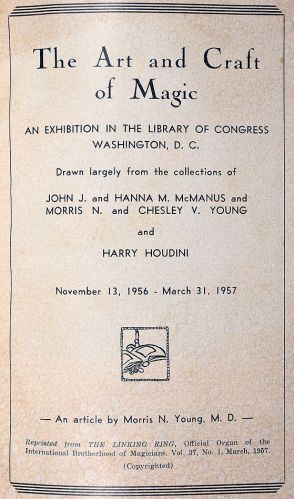 The Art and Craft
of Magic
AN EXHIBITION IN THE LIBRARY OF CONGRESS
WASHINGTON, D. C.
Drawn largely from the collections of
JOHN J. and HANNA M. McMANUS and
MORRIS N. and CHESLEY V. YOUNG
and
HARRY HOUDINI
November 13, 1956 - March 31, 1957
— An article by Morris N. Young, M. D. —
Reprinted from THE LINKING RING, Official Organ of the
International Brotherhood of Magicians. Vol. 37, No. 1, March, 1957.
(Copyrighted)